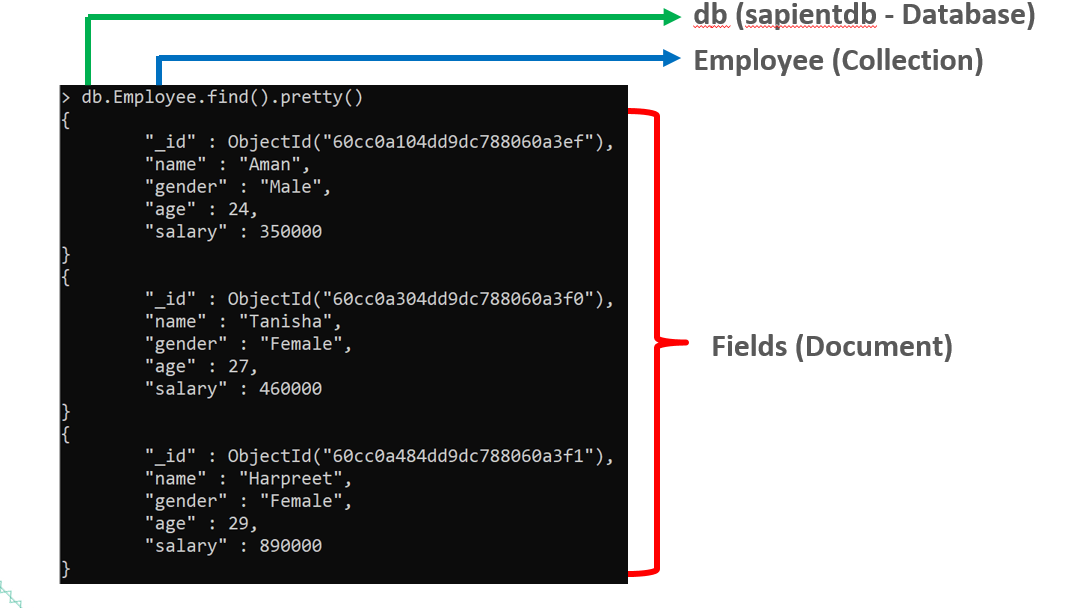 db (sapientdb - Database)
Employee (Collection)
> db.Employee.find().pretty()
{
"_id" : ObjectId("60cc0a104dd9dc788060a3ef"),
"name" : "Aman",
"gender" : "Male",
"age" : 24,
"salary" : 350000
}
{
"_id" : ObjectId("60cc0a304dd9dc788060a3f0"),
"name" : "Tanisha",
"gender" : "Female",
"age" : 27,
"salary" : 460000
}
{
"_id" : ObjectId("60cc0a484dd9dc788060a3f1"),
"name" : "Harpreet",
"gender" : "Female",
"age" : 29,
"salary" : 890000
}
Fields (Document)